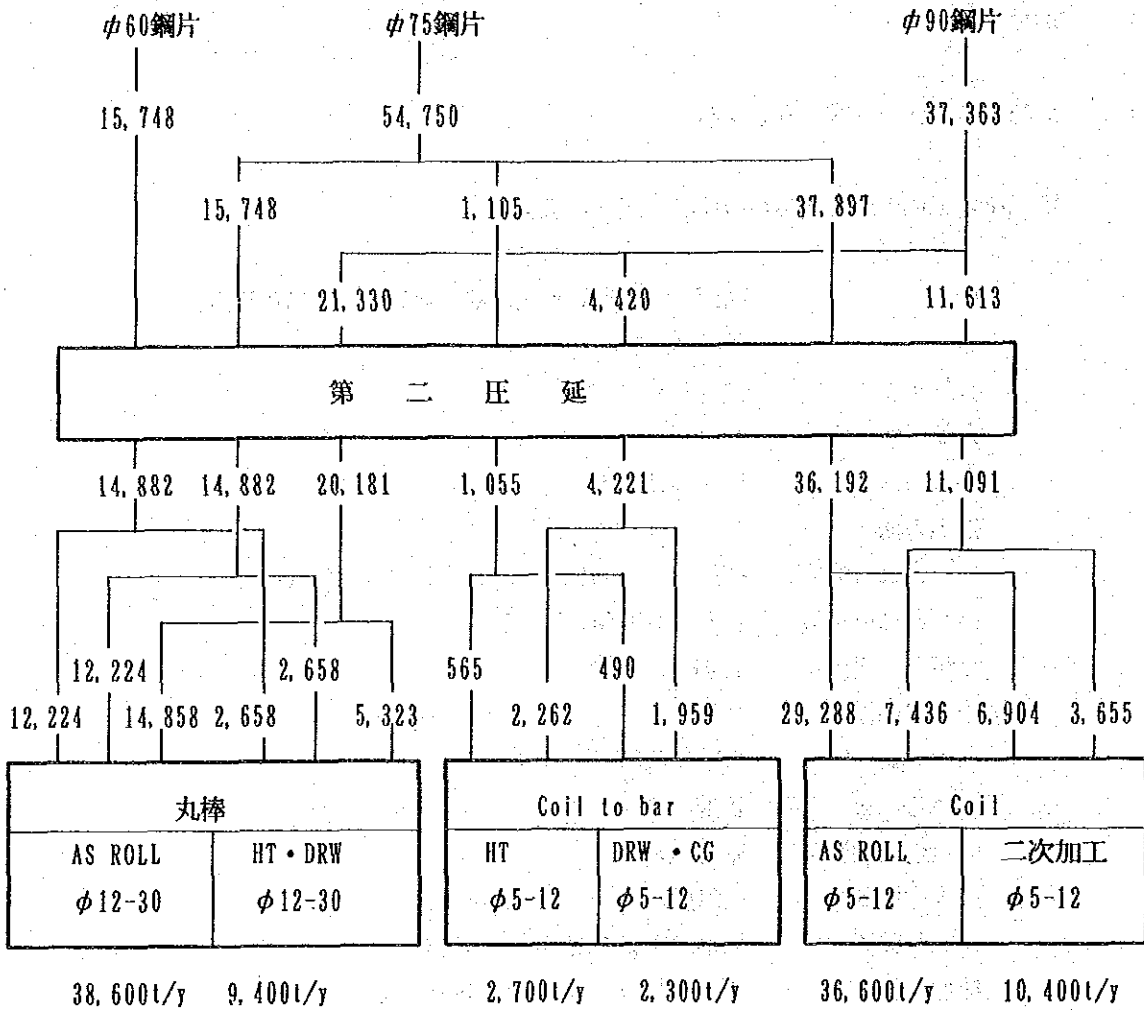 φ60鋼片 φ75鋼片 φ90鋼片
15,748 54,750 37,363
15,748 1,105 37,897
21,330 4,420 11,613
第二圧延
14,882 14,882 20,181 1,055 4,221 36,192 11,091
12,224 2,658 565 490
12,224 14,858 2,658 5,323 2,262 1,959 29,288 7,436 6,904 3,655
丸棒 Coil to bar Coil
AS ROLL HT・DRW HT DRW・CG AS ROLL 二次加工
φ12-30 φ12-30 φ5-12 φ5-12 φ5-12 φ5-12
38,600t/y 9,400t/y 2,700t/y 2,300t/y 36,600t/y 10,400t/y